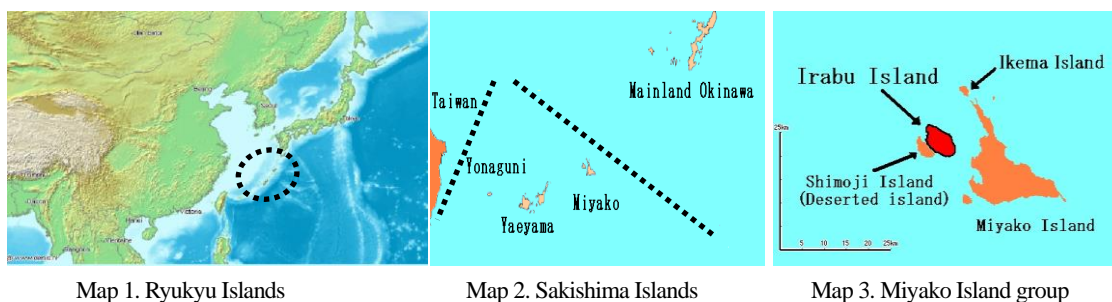 Taiwan
Yonaguni
Yaeyama
Miyako
Mainland Okinawa
Ikema Island
Irabu Island
25km
Shimoji Island
(Deserted island)
Miyako Island
5 10 15 20 25km
Map 1. Ryukyu Islands
Map 2. Sakishima Islands
Map 3. Miyako Island group